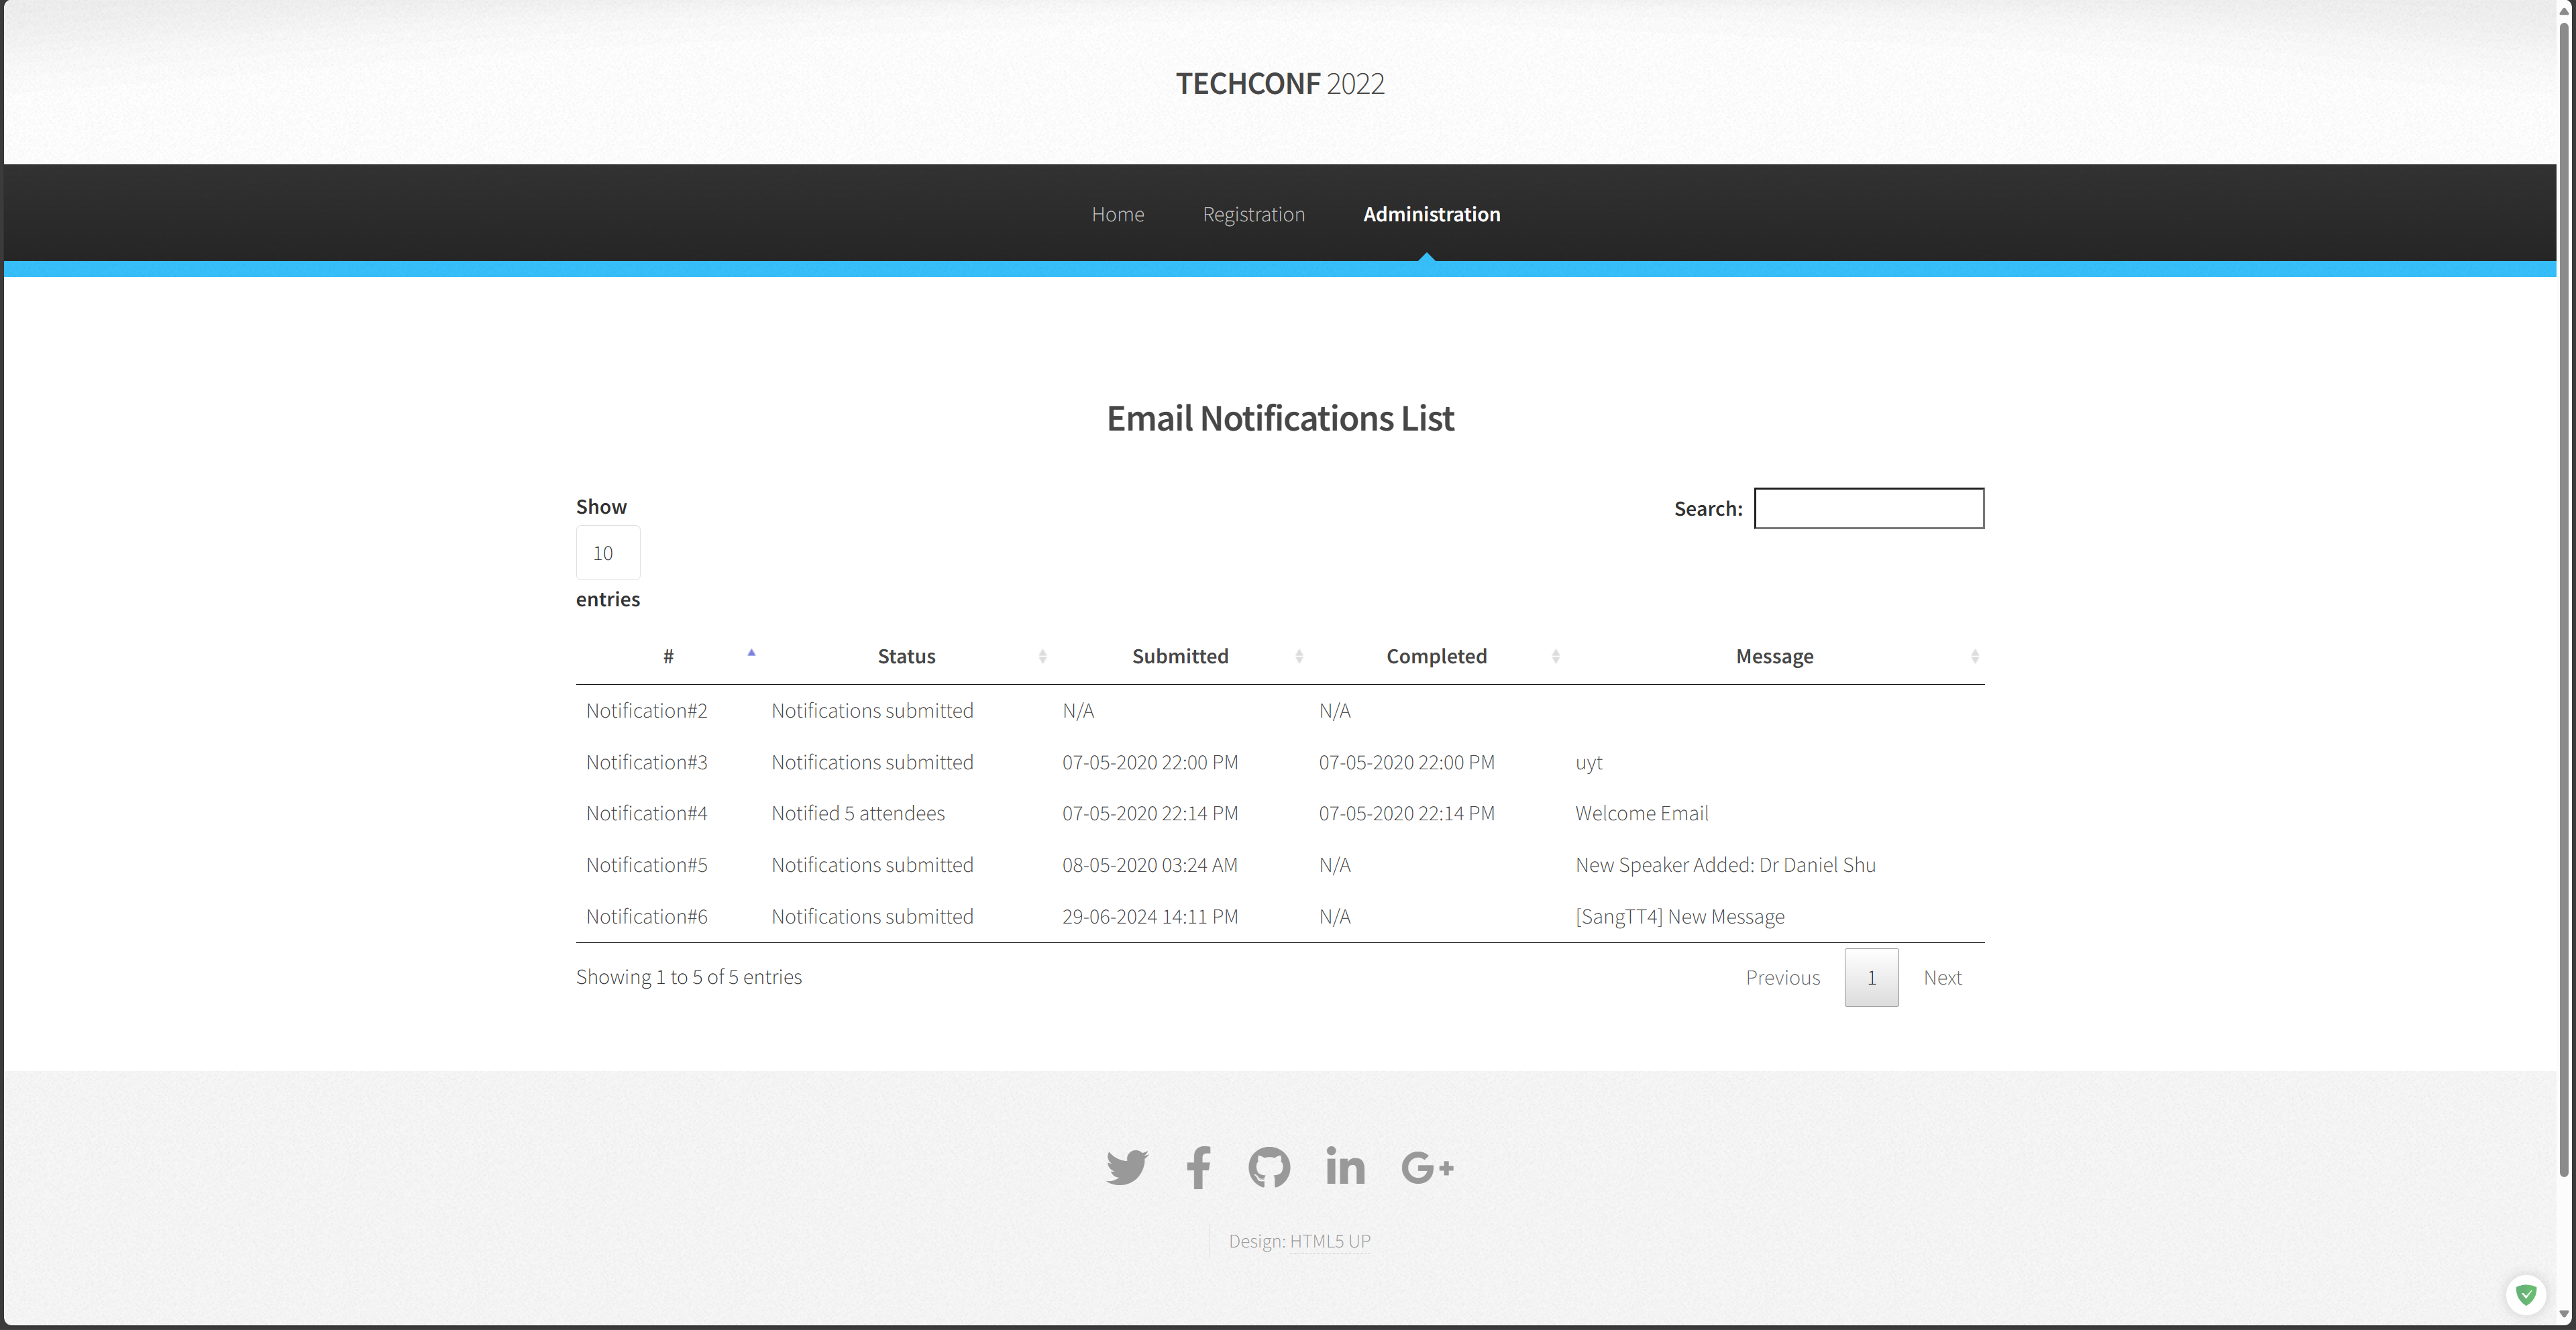 TECHCONF 2022
Home Registration Administration
Email Notifications List
Show
10
entries
Search:
# Status Submitted Completed Message
Notification#2 Notifications submitted N/A N/A
Notification#3 Notifications submitted 07-05-2020 22:00 PM 07-05-2020 22:00 PM uyt
Notification#4 Notified 5 attendees 07-05-2020 22:14 PM 07-05-2020 22:14 PM Welcome Email
Notification#5 Notifications submitted 08-05-2020 03:24 AM N/A New Speaker Added: Dr Daniel Shu
Notification#6 Notifications submitted 29-06-2024 14:11 PM N/A [SangTT4] New Message
Showing 1 to 5 of 5 entries
Previous 1 Next
Design: HTML5 UP